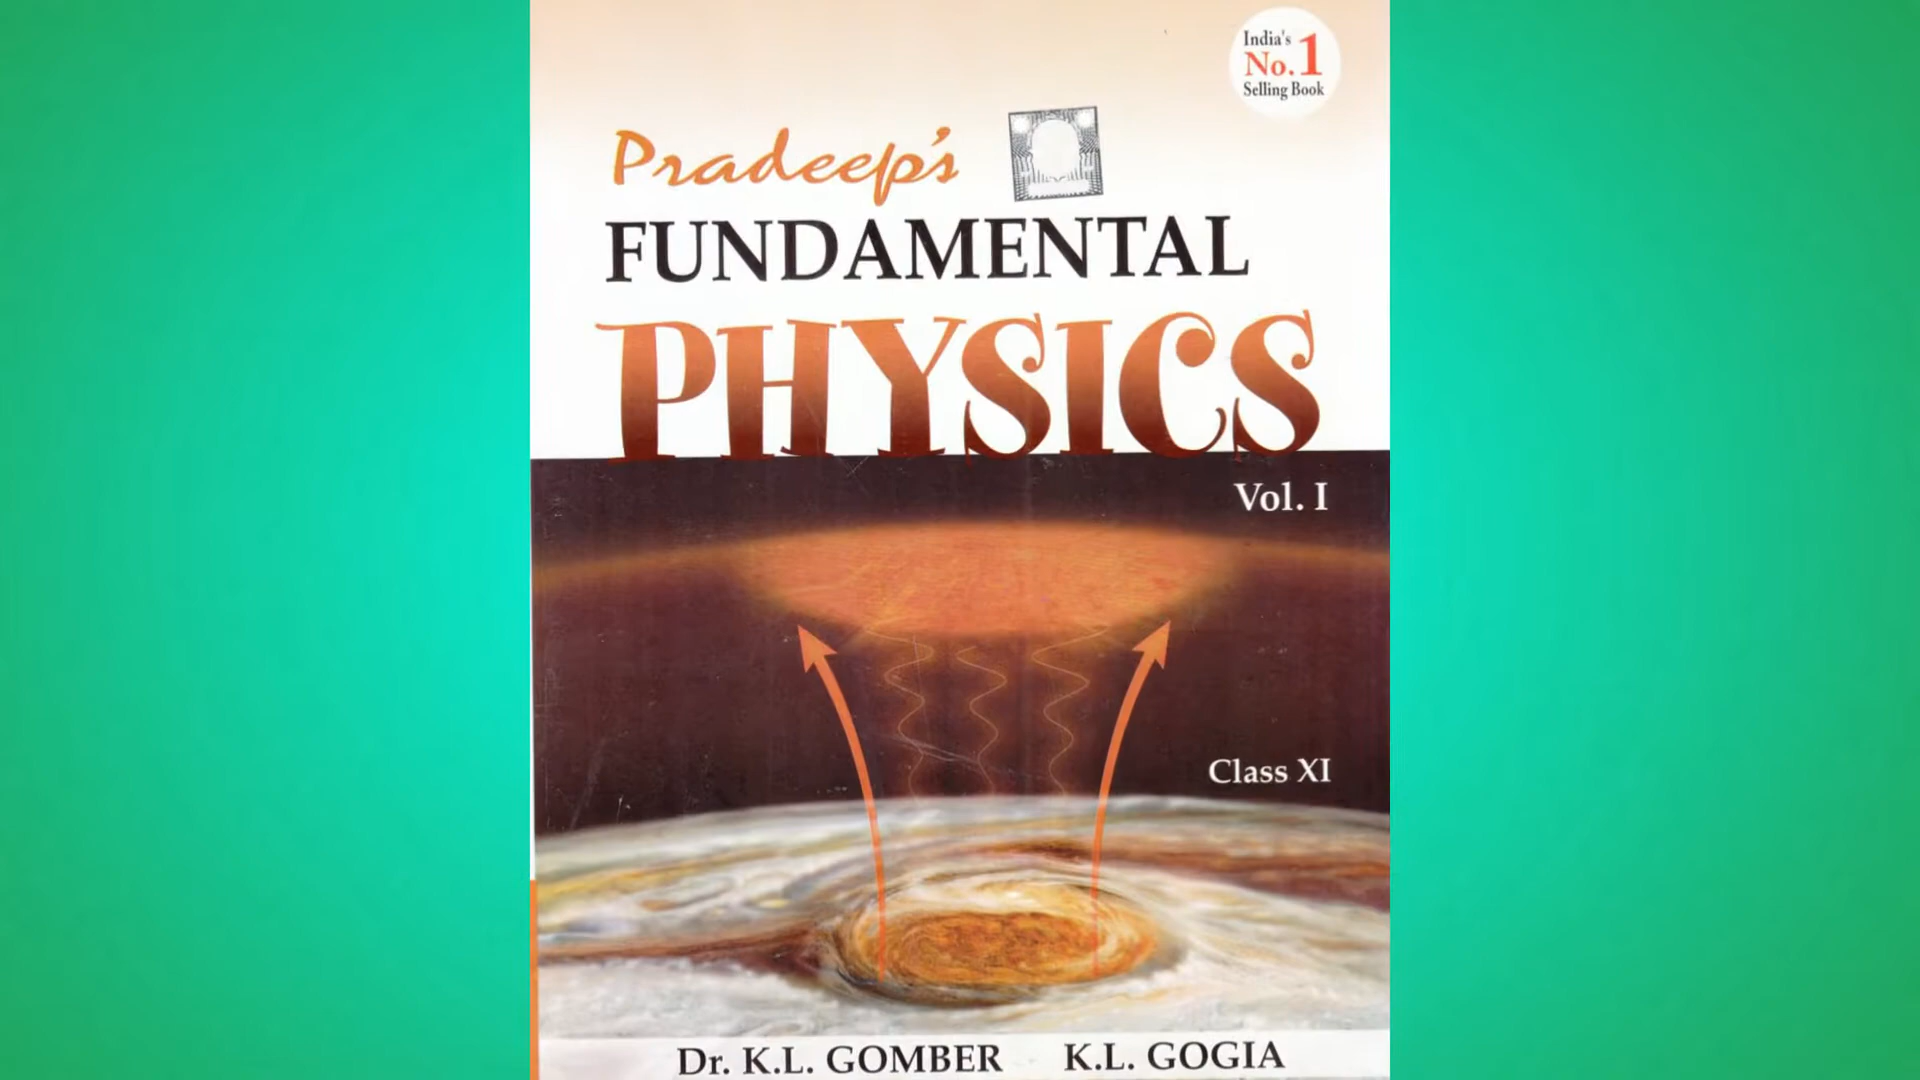 India's
No.1
Selling Book
Pradeep's
FUNDAMENTAL
PHYSICS
Vol. I
Class XI
Dr. K.L. GOMBER K.L. GOGIA